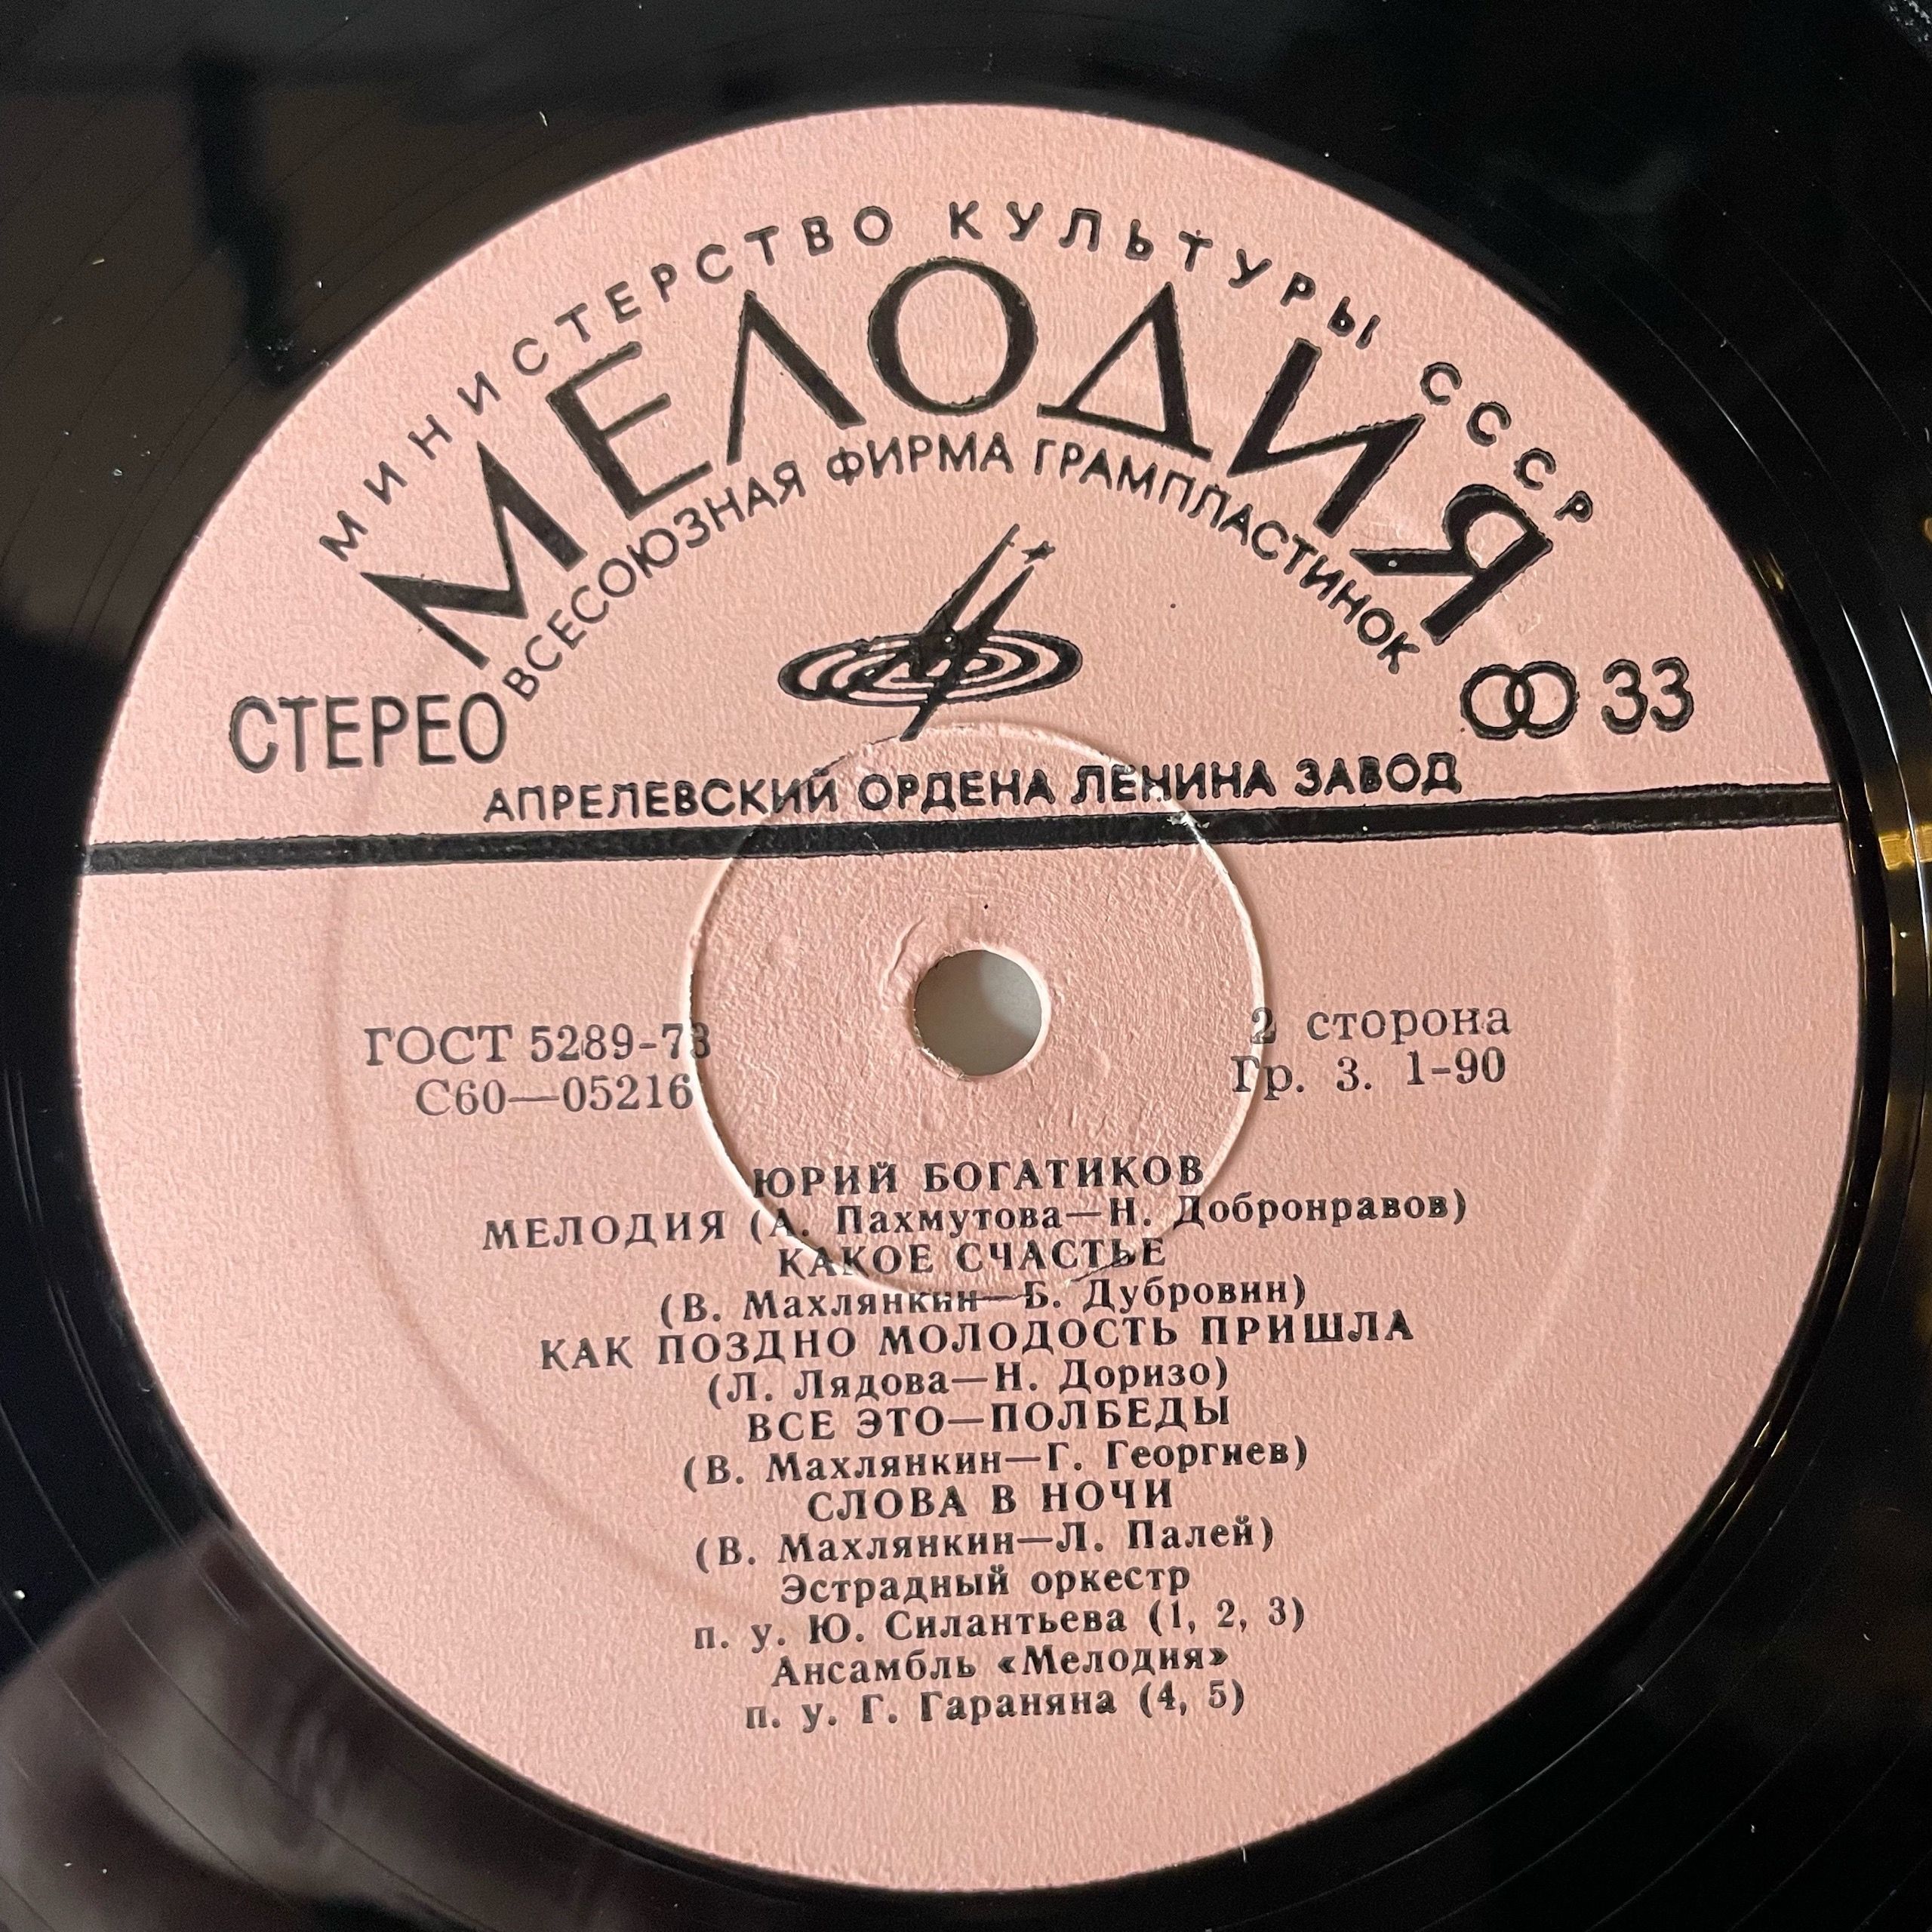 МИНИСТЕРСТВО КУЛЬТУРЫ СССР
МЕЛОДИЯ
ВСЕСОЮЗНАЯ ФИРМА ГРАМПЛАСТИНОК
СТЕРЕО
33
АПРЕЛЕВСКИЙ ОРДЕНА ЛЕНИНА ЗАВОД
ГОСТ 5289-73
2 сторона
С60—05216
Гр. 3. 1-90
ЮРИЙ БОГАТИКОВ
МЕЛОДИЯ (А. Пахмутова—Н. Добронравов)
КАКОЕ СЧАСТЬЕ
(В. Махлянкин—Б. Дубровин)
КАК ПОЗДНО МОЛОДОСТЬ ПРИШЛА
(Л. Лядова—Н. Доризо)
ВСЕ ЭТО—ПОЛБЕДЫ
(В. Махлянкин—Г. Георгиев)
СЛОВА В НОЧИ
(В. Махлянкин—Л. Палей)
Эстрадный оркестр
п. у. Ю. Силантьева (1, 2, 3)
Ансамбль «Мелодия»
п. у. Г. Гараняна (4, 5)